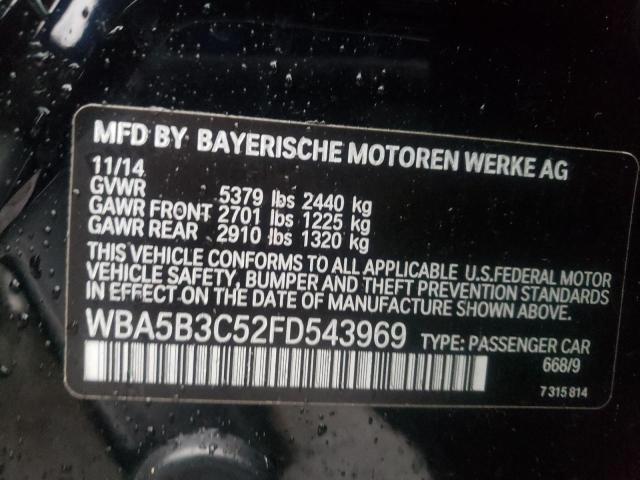 MFD BY BAYERISCHE MOTOREN WERKE AG
11/14
GVWR 5379 lbs 2440 kg
GAWR FRONT 2701 lbs 1225 kg
GAWR REAR 2910 lbs 1320 kg
THIS VEHICLE CONFORMS TO ALL APPLICABLE U.S.FEDERAL MOTOR
VEHICLE SAFETY, BUMPER AND THEFT PREVENTION STANDARDS
IN EFFECT ON THE DATE OF MANUFACTURE SHOWN ABOVE.
WBA5B3C52FD543969 TYPE: PASSENGER CAR
668/9
7 315 814